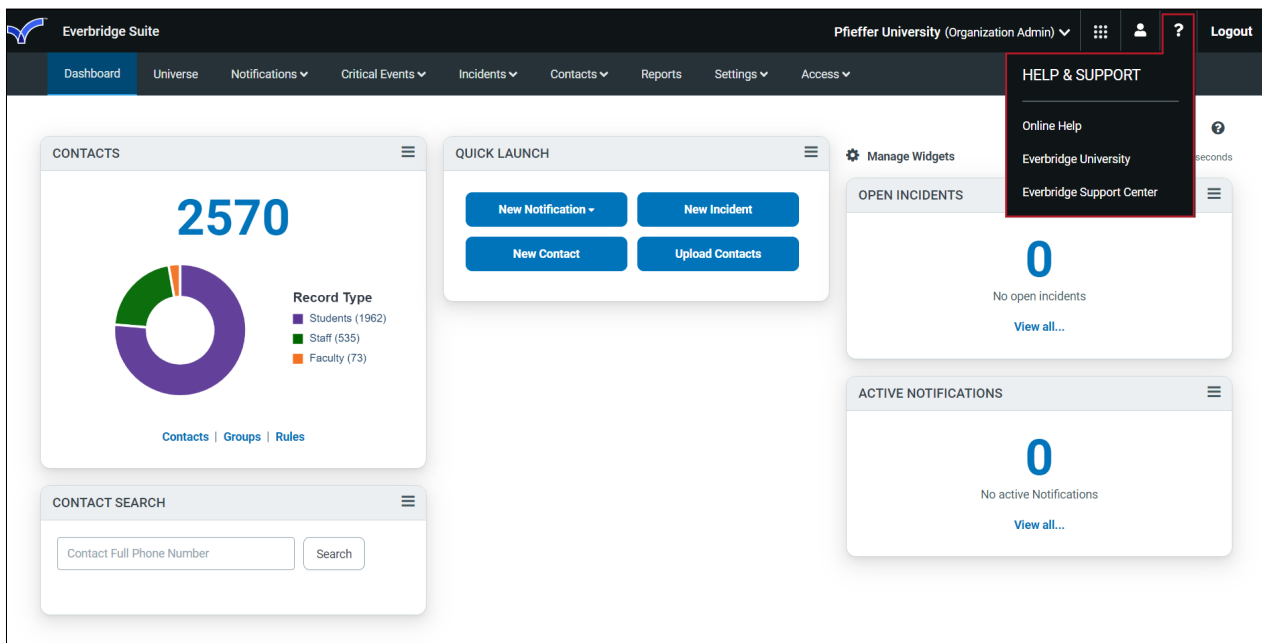 Everbridge Suite
Pfieffer University (Organization Admin)
?
Logout
Dashboard
Universe
Notifications
Critical Events
Incidents
Contacts
Reports
Settings
Access
HELP & SUPPORT
Online Help
Everbridge University
Everbridge Support Center
?
seconds
CONTACTS
2570
Record Type
Students (1962)
Staff (535)
Faculty (73)
Contacts | Groups | Rules
CONTACT SEARCH
Contact Full Phone Number
Search
QUICK LAUNCH
New Notification
New Incident
New Contact
Upload Contacts
Manage Widgets
OPEN INCIDENTS
0
No open incidents
View all...
ACTIVE NOTIFICATIONS
0
No active Notifications
View all...